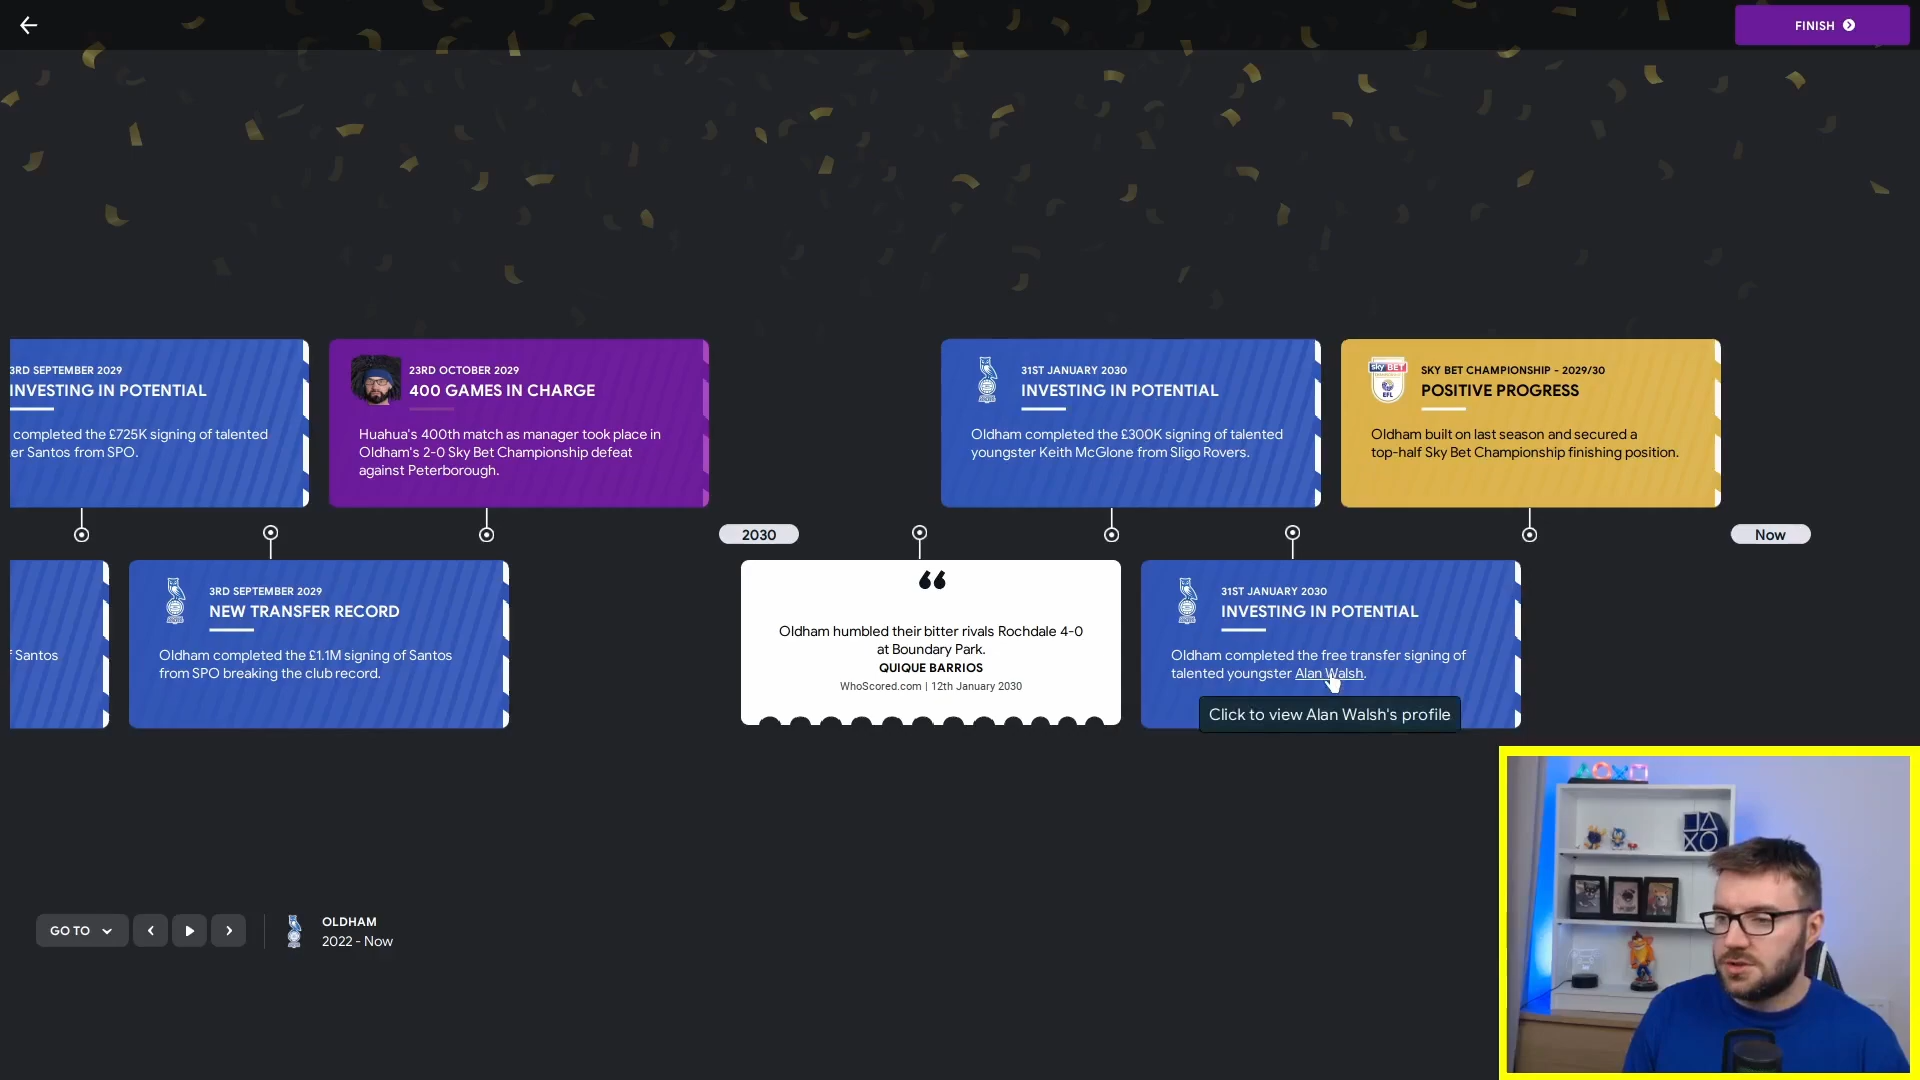 FINISH
3RD SEPTEMBER 2029
INVESTING IN POTENTIAL
completed the £725K signing of talented
er Santos from SPO.
23RD OCTOBER 2029
400 GAMES IN CHARGE
Huahua's 400th match as manager took place in
Oldham's 2-0 Sky Bet Championship defeat
against Peterborough.
31ST JANUARY 2030
INVESTING IN POTENTIAL
Oldham completed the £300K signing of talented
youngster Keith McGlone from Sligo Rovers.
sky BET
EFL
SKY BET CHAMPIONSHIP - 2029/30
POSITIVE PROGRESS
Oldham built on last season and secured a
top-half Sky Bet Championship finishing position.
2030
Now
f Santos
3RD SEPTEMBER 2029
NEW TRANSFER RECORD
Oldham completed the £1.1M signing of Santos
from SPO breaking the club record.
Oldham humbled their bitter rivals Rochdale 4-0
at Boundary Park.
QUIQUE BARRIOS
WhoScored.com | 12th January 2030
31ST JANUARY 2030
INVESTING IN POTENTIAL
Oldham completed the free transfer signing of
talented youngster Alan Walsh.
Click to view Alan Walsh's profile
GO TO
OLDHAM
2022 - Now